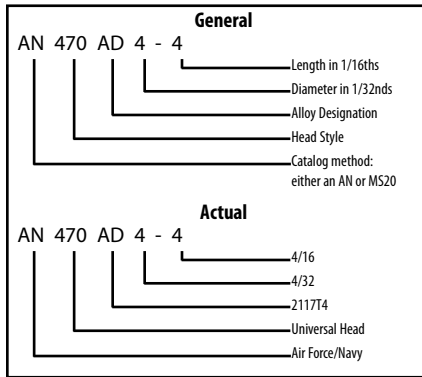 General
AN 470 AD 4 - 4
Length in 1/16ths
Diameter in 1/32nds
Alloy Designation
Head Style
Catalog method:
either an AN or MS20
Actual
AN 470 AD 4 - 4
4/16
4/32
2117T4
Universal Head
Air Force/Navy